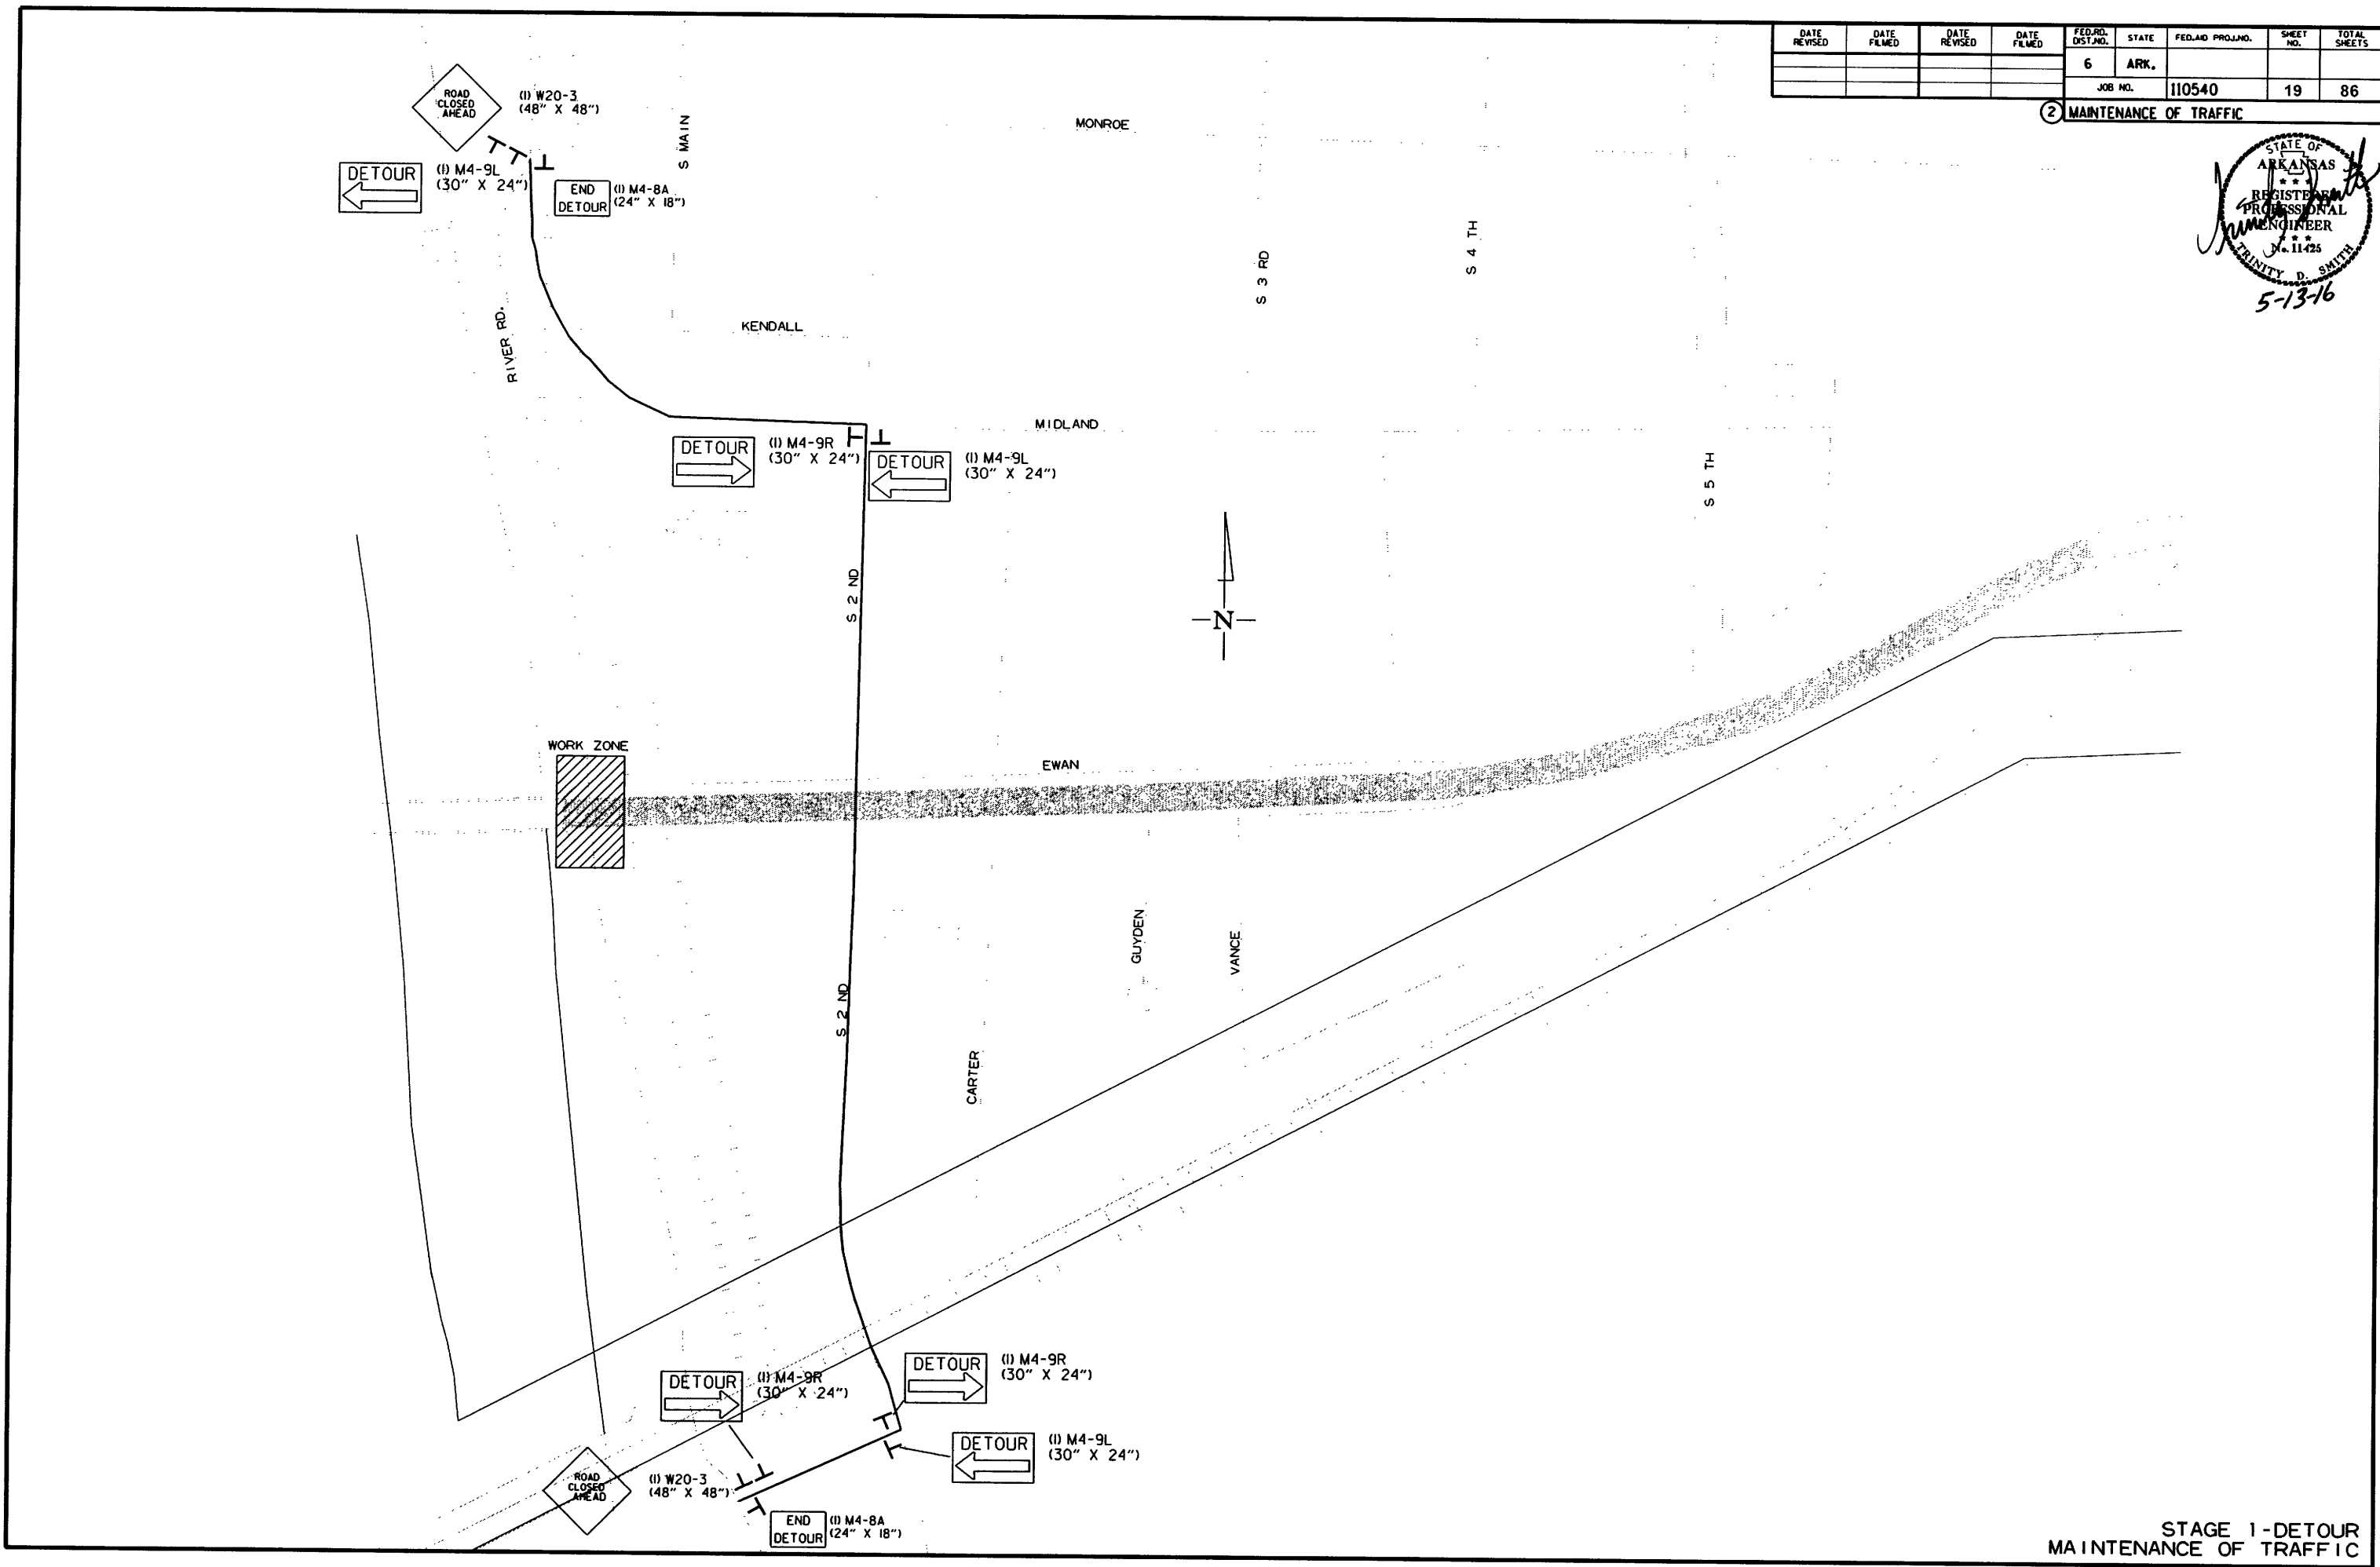 DATE REVISED
DATE FILMED
DATE REVISED
DATE FILMED
FED.RD. DIST.NO.
STATE
FED.AID PROJ.NO.
SHEET NO.
TOTAL SHEETS
6
ARK.
JOB NO.
110540
19
86
2 MAINTENANCE OF TRAFFIC
STATE OF
ARKANSAS
★ ★ ★
REGISTERED
PROFESSIONAL
ENGINEER
★ ★ ★
No. 11425
TRINITY D. SMITH
5-13-16
ROAD
CLOSED
AHEAD
(1) W20-3
(48" X 48")
DETOUR
(1) M4-9L
(30" X 24")
END
DETOUR
(1) M4-8A
(24" X 18")
S MAIN
MONROE
S 3 RD
S 4 TH
RIVER RD.
KENDALL
MIDLAND
DETOUR
(1) M4-9R
(30" X 24")
DETOUR
(1) M4-9L
(30" X 24")
S 5 TH
S 2 ND
N
WORK ZONE
EWAN
GUYDEN
VANCE
S 2 ND
CARTER
DETOUR
(1) M4-9R
(30" X 24")
DETOUR
(1) M4-9R
(30" X 24")
DETOUR
(1) M4-9L
(30" X 24")
ROAD
CLOSED
AHEAD
(1) W20-3
(48" X 48")
END
DETOUR
(1) M4-8A
(24" X 18")
STAGE 1-DETOUR
MAINTENANCE OF TRAFFIC